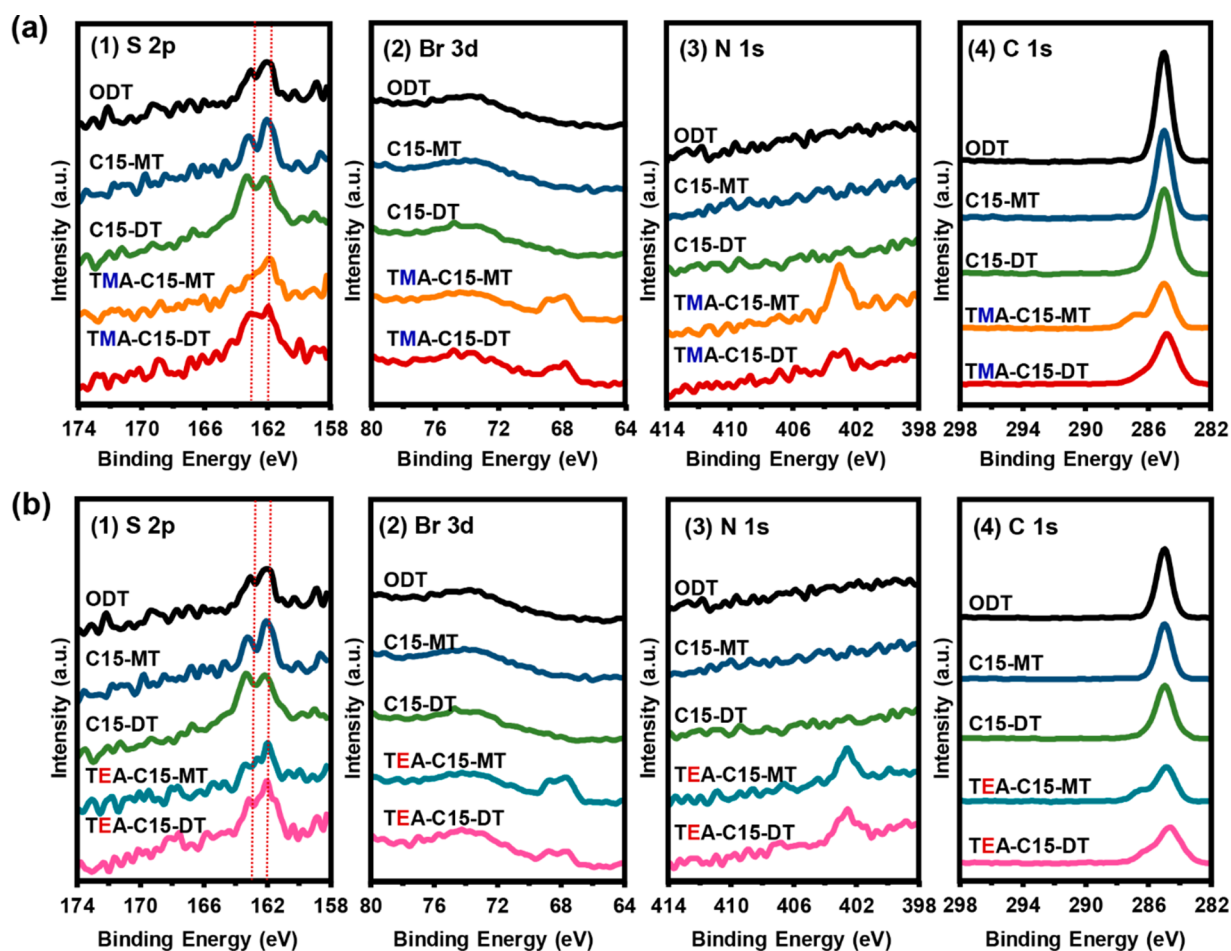 (a)
(1) S 2p
ODT
C15-MT
C15-DT
TMA-C15-MT
TMA-C15-DT
Intensity (a.u.)
174 170 166 162 158
Binding Energy (eV)
(2) Br 3d
ODT
C15-MT
C15-DT
TMA-C15-MT
TMA-C15-DT
Intensity (a.u.)
80 76 72 68 64
Binding Energy (eV)
(3) N 1s
ODT
C15-MT
C15-DT
TMA-C15-MT
TMA-C15-DT
Intensity (a.u.)
414 410 406 402 398
Binding Energy (eV)
(4) C 1s
ODT
C15-MT
C15-DT
TMA-C15-MT
TMA-C15-DT
Intensity (a.u.)
298 294 290 286 282
Binding Energy (eV)
(b)
(1) S 2p
ODT
C15-MT
C15-DT
TEA-C15-MT
TEA-C15-DT
Intensity (a.u.)
174 170 166 162 158
Binding Energy (eV)
(2) Br 3d
ODT
C15-MT
C15-DT
TEA-C15-MT
TEA-C15-DT
Intensity (a.u.)
80 76 72 68 64
Binding Energy (eV)
(3) N 1s
ODT
C15-MT
C15-DT
TEA-C15-MT
TEA-C15-DT
Intensity (a.u.)
414 410 406 402 398
Binding Energy (eV)
(4) C 1s
ODT
C15-MT
C15-DT
TEA-C15-MT
TEA-C15-DT
Intensity (a.u.)
298 294 290 286 282
Binding Energy (eV)